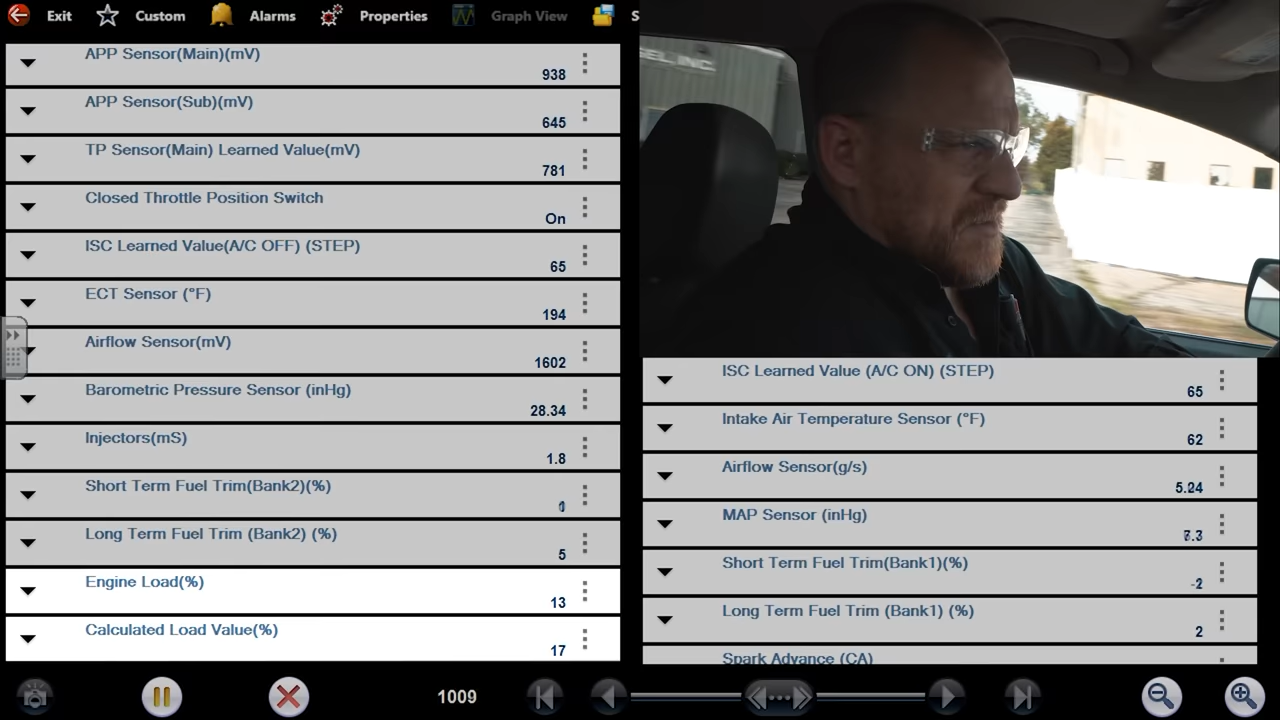 Exit Custom Alarms Properties Graph View S
APP Sensor(Main)(mV)
938
APP Sensor(Sub)(mV)
645
TP Sensor(Main) Learned Value(mV)
781
Closed Throttle Position Switch
On
ISC Learned Value(A/C OFF) (STEP)
65
ECT Sensor (°F)
194
Airflow Sensor(mV)
1602
Barometric Pressure Sensor (inHg)
28.34
Injectors(mS)
1.8
Short Term Fuel Trim(Bank2)(%)
Long Term Fuel Trim (Bank2) (%)
5
Engine Load(%)
13
Calculated Load Value(%)
17
INC.
ISC Learned Value (A/C ON) (STEP)
65
Intake Air Temperature Sensor (°F)
62
Airflow Sensor(g/s)
MAP Sensor (inHg)
Short Term Fuel Trim(Bank1)(%)
Long Term Fuel Trim (Bank1) (%)
2
Spark Advance (CA)
1009